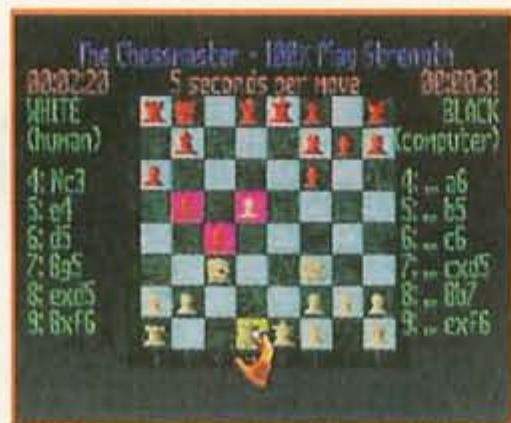 The Chessmaster - 100% Max Strength
00:02:20 5 seconds per move 00:00:31
WHITE BLACK
(human) (computer)
4: Nc3 4: ... a6
5: e4 5: ... b5
6: d5 6: ... c6
7: Bg5 7: ... cxd5
8: exd5 8: ... Bb7
9: Bxf6 9: ... exf6